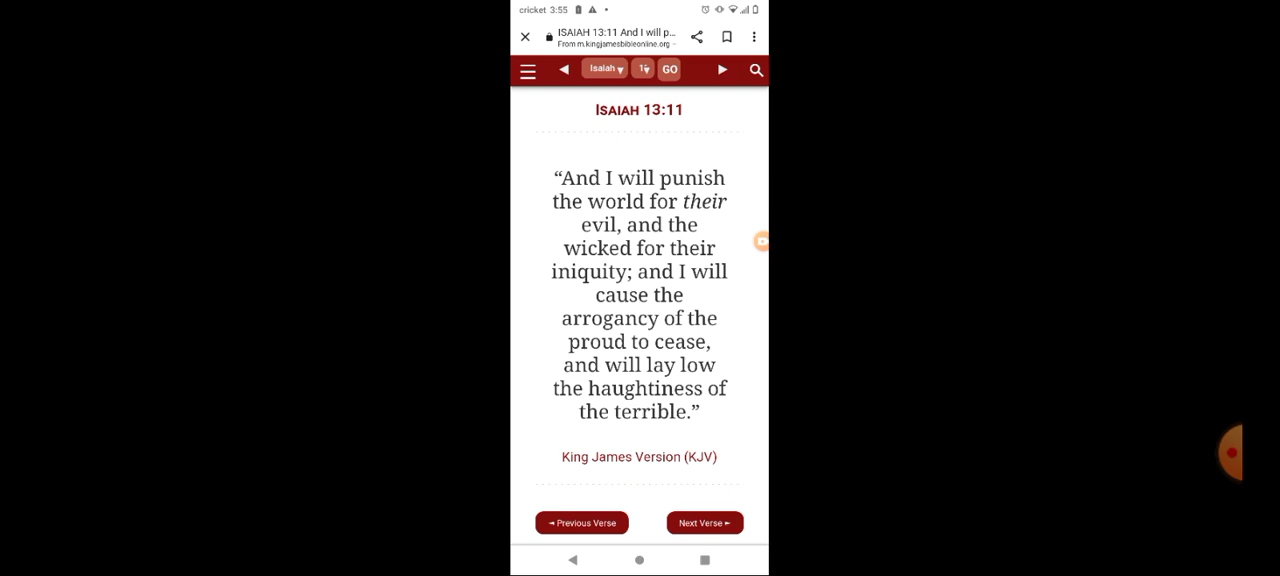 cricket 3:55
ISAIAH 13:11 And I will p...
From m.kingjamesbibleonline.org
Isaiah
GO
ISAIAH 13:11
“And I will punish
the world for their
evil, and the
wicked for their
iniquity; and I will
cause the
arrogancy of the
proud to cease,
and will lay low
the haughtiness of
the terrible.”
King James Version (KJV)
Previous Verse
Next Verse